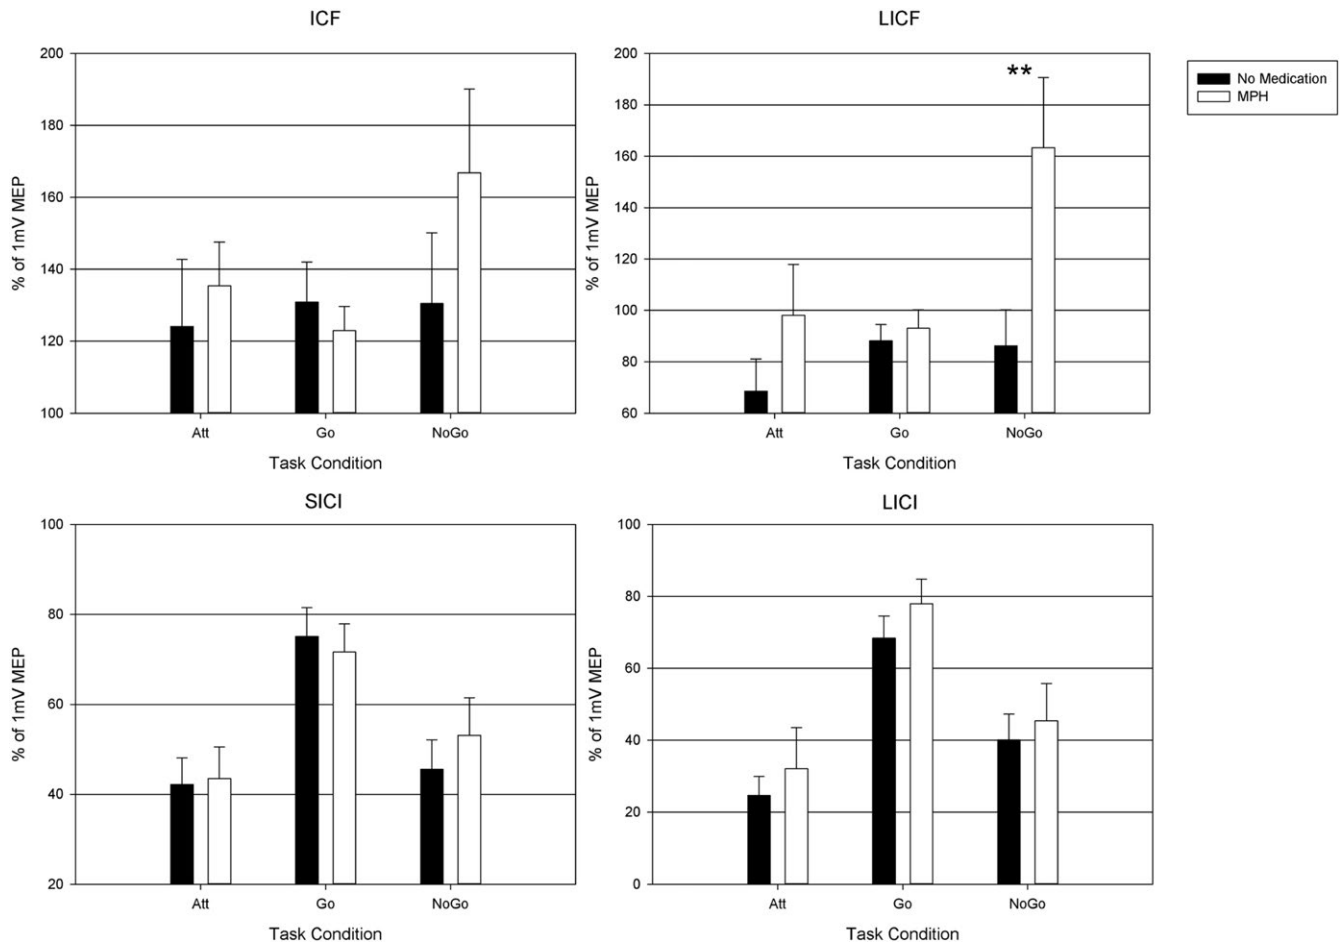 ICF
% of 1mV MEP
200
180
160
140
120
100
Att
Go
NoGo
Task Condition
LICF
% of 1mV MEP
200
180
160
140
120
100
80
60
**
Att
Go
NoGo
Task Condition
No Medication
MPH
SICI
% of 1mV MEP
100
80
60
40
20
Att
Go
NoGo
Task Condition
LICI
% of 1mV MEP
100
80
60
40
20
0
Att
Go
NoGo
Task Condition